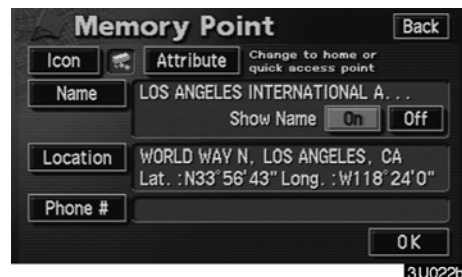 Memory Point Back
Icon Attribute Change to home or
quick access point
Name LOS ANGELES INTERNATIONAL A...
Show Name On Off
Location WORLD WAY N, LOS ANGELES, CA
Lat. :N33°56'43" Long. :W118°24'0"
Phone #
OK
3U022h